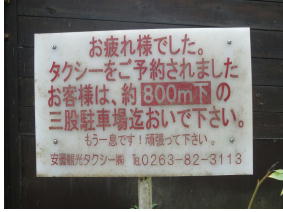 お疲れ様でした。
タクシーをご予約されました
お客様は、約800m下の
三股駐車場迄おいで下さい。
もう一息です!頑張って下さい。
安曇観光タクシー㈱ ℡0263-82-3113